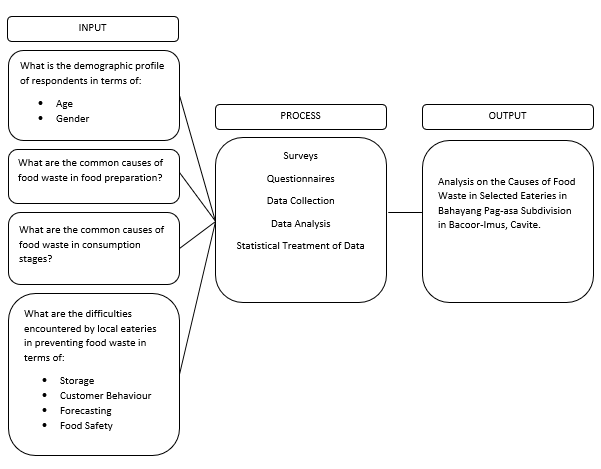 INPUT
What is the demographic profile
of respondents in terms of:
• Age
• Gender
What are the common causes of
food waste in food preparation?
What are the common causes of
food waste in consumption
stages?
What are the difficulties
encountered by local eateries
in preventing food waste in
terms of:
• Storage
• Customer Behaviour
• Forecasting
• Food Safety
PROCESS
Surveys
Questionnaires
Data Collection
Data Analysis
Statistical Treatment of Data
OUTPUT
Analysis on the Causes of Food
Waste in Selected Eateries in
Bahayang Pag-asa Subdivision
in Bacoor-Imus, Cavite.